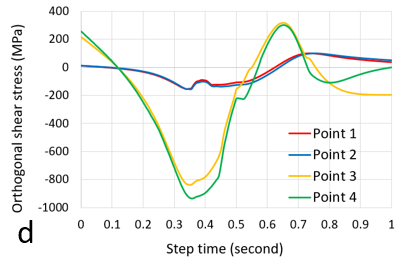 Orthogonal shear stress (MPa)
400
200
0
-200
-400
-600
-800
-1000
Point 1
Point 2
Point 3
Point 4
0 0.1 0.2 0.3 0.4 0.5 0.6 0.7 0.8 0.9 1
Step time (second)
d